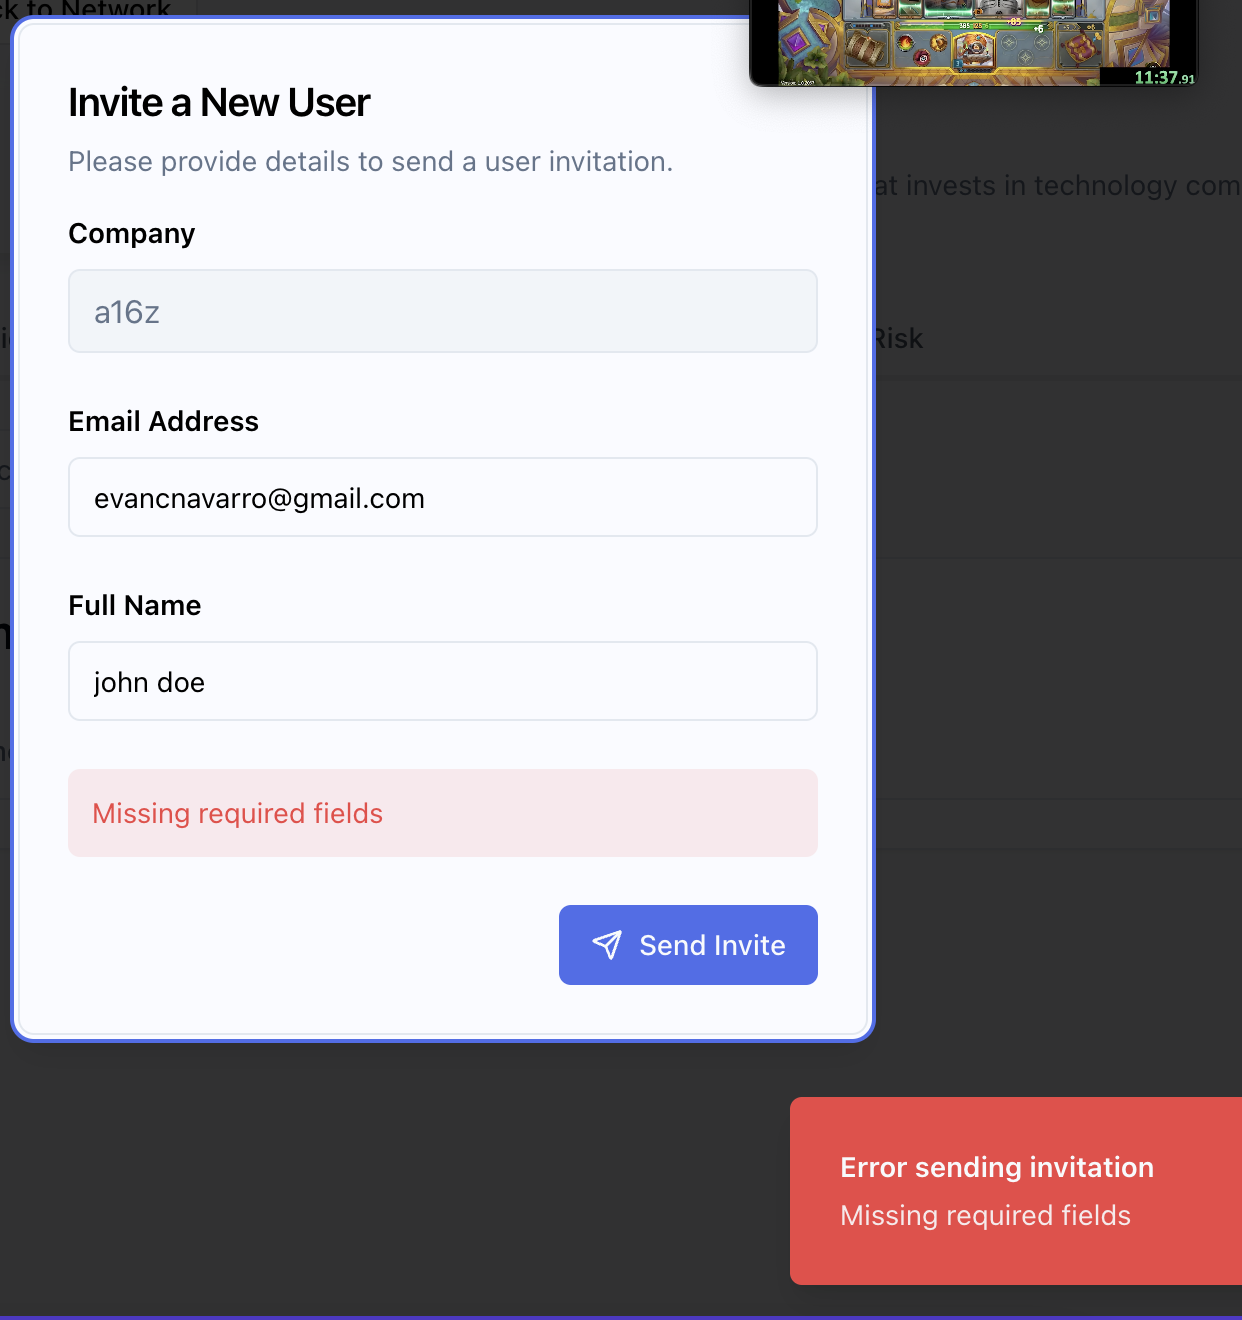 ck to Network
11:37.91
Invite a New User
Please provide details to send a user invitation.
at invests in technology com
Company
a16z
Risk
Email Address
evancnavarro@gmail.com
Full Name
john doe
Missing required fields
Send Invite
Error sending invitation
Missing required fields